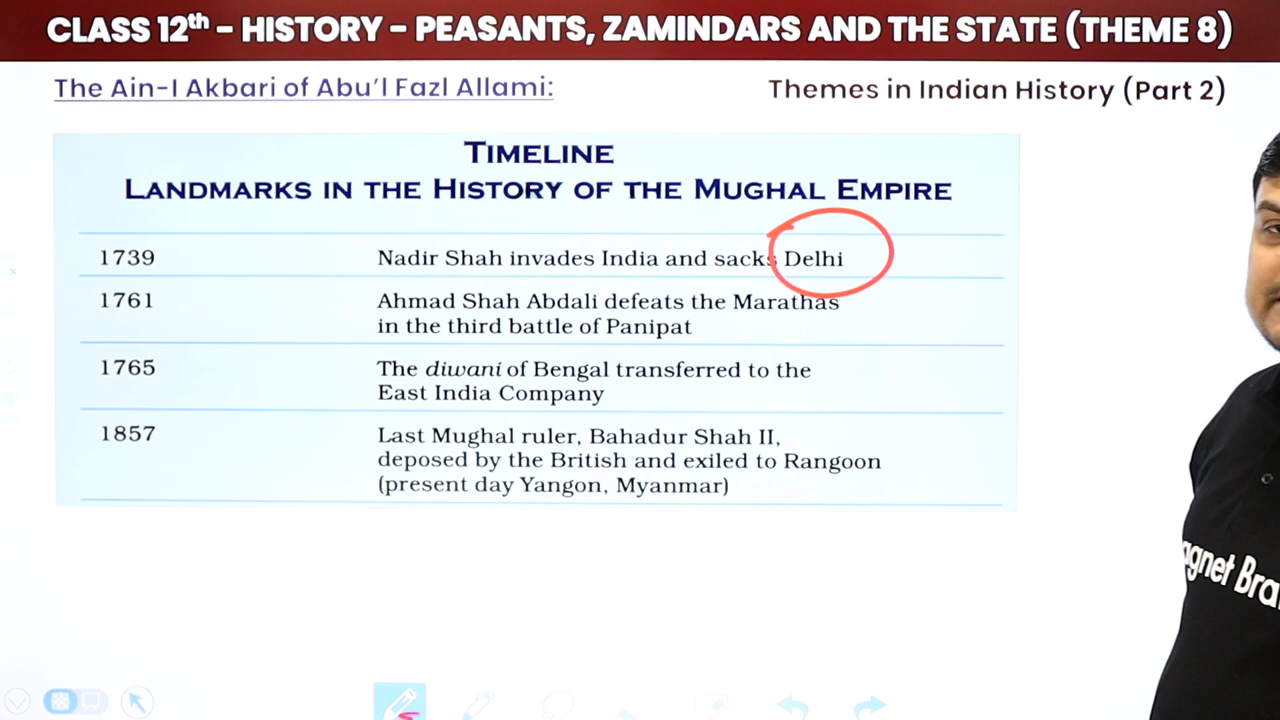 CLASS 12th - HISTORY - PEASANTS, ZAMINDARS AND THE STATE (THEME 8)
The Ain-I Akbari of Abu'l Fazl Allami:
Themes in Indian History (Part 2)
TIMELINE
LANDMARKS IN THE HISTORY OF THE MUGHAL EMPIRE
1739 Nadir Shah invades India and sacks Delhi
1761 Ahmad Shah Abdali defeats the Marathas
in the third battle of Panipat
1765 The diwani of Bengal transferred to the
East India Company
1857 Last Mughal ruler, Bahadur Shah II,
deposed by the British and exiled to Rangoon
(present day Yangon, Myanmar)